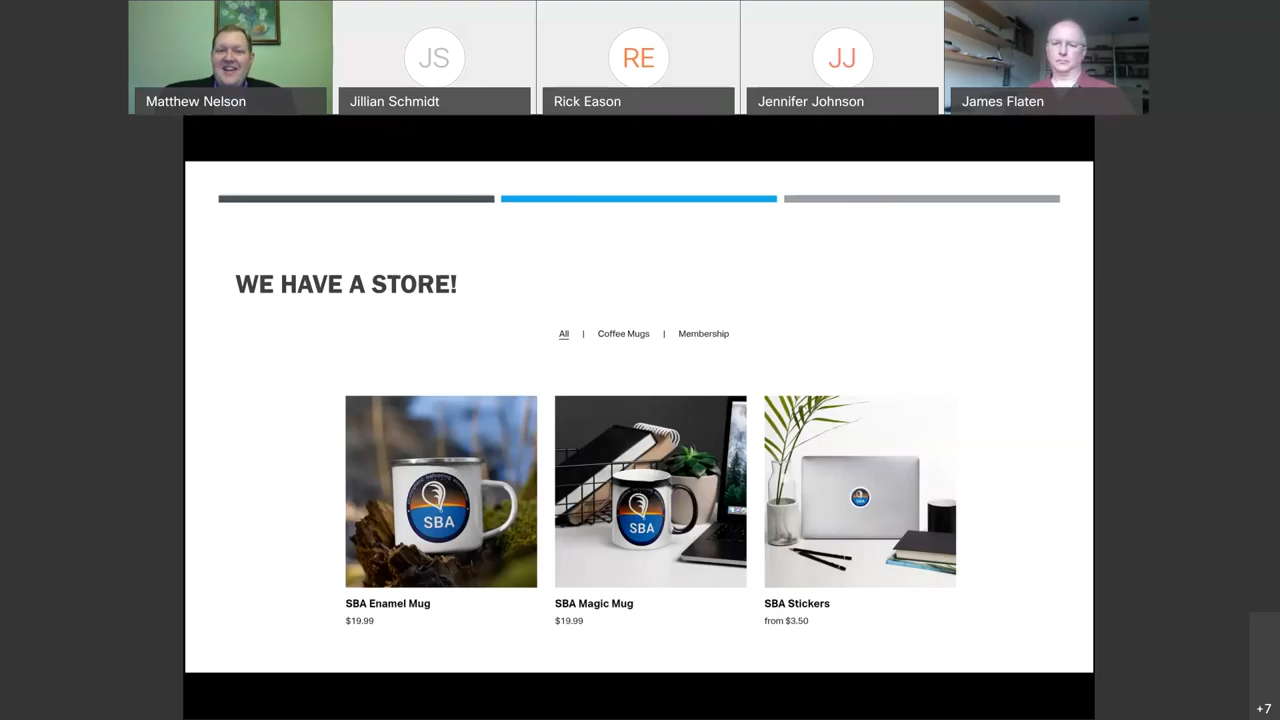 JS
RE
JJ
Matthew Nelson
Jillian Schmidt
Rick Eason
Jennifer Johnson
James Flaten
WE HAVE A STORE!
All | Coffee Mugs | Membership
SBA
SBA
SBA
SBA Enamel Mug
SBA Magic Mug
SBA Stickers
$19.99
$19.99
from $3.50
+7